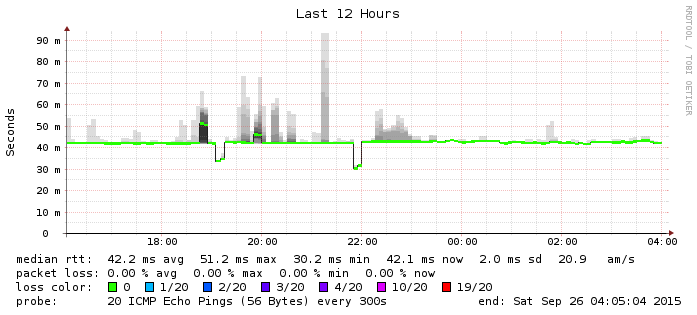 Last 12 Hours
RRDTOOL / TOBI OETIKER
Seconds
90 m
80 m
70 m
60 m
50 m
40 m
30 m
20 m
10 m
0
18:00 20:00 22:00 00:00 02:00 04:00
median rtt: 42.2 ms avg 51.2 ms max 30.2 ms min 42.1 ms now 2.0 ms sd 20.9 am/s
packet loss: 0.00 % avg 0.00 % max 0.00 % min 0.00 % now
loss color: 0 1/20 2/20 3/20 4/20 10/20 19/20
probe: 20 ICMP Echo Pings (56 Bytes) every 300s end: Sat Sep 26 04:05:04 2015